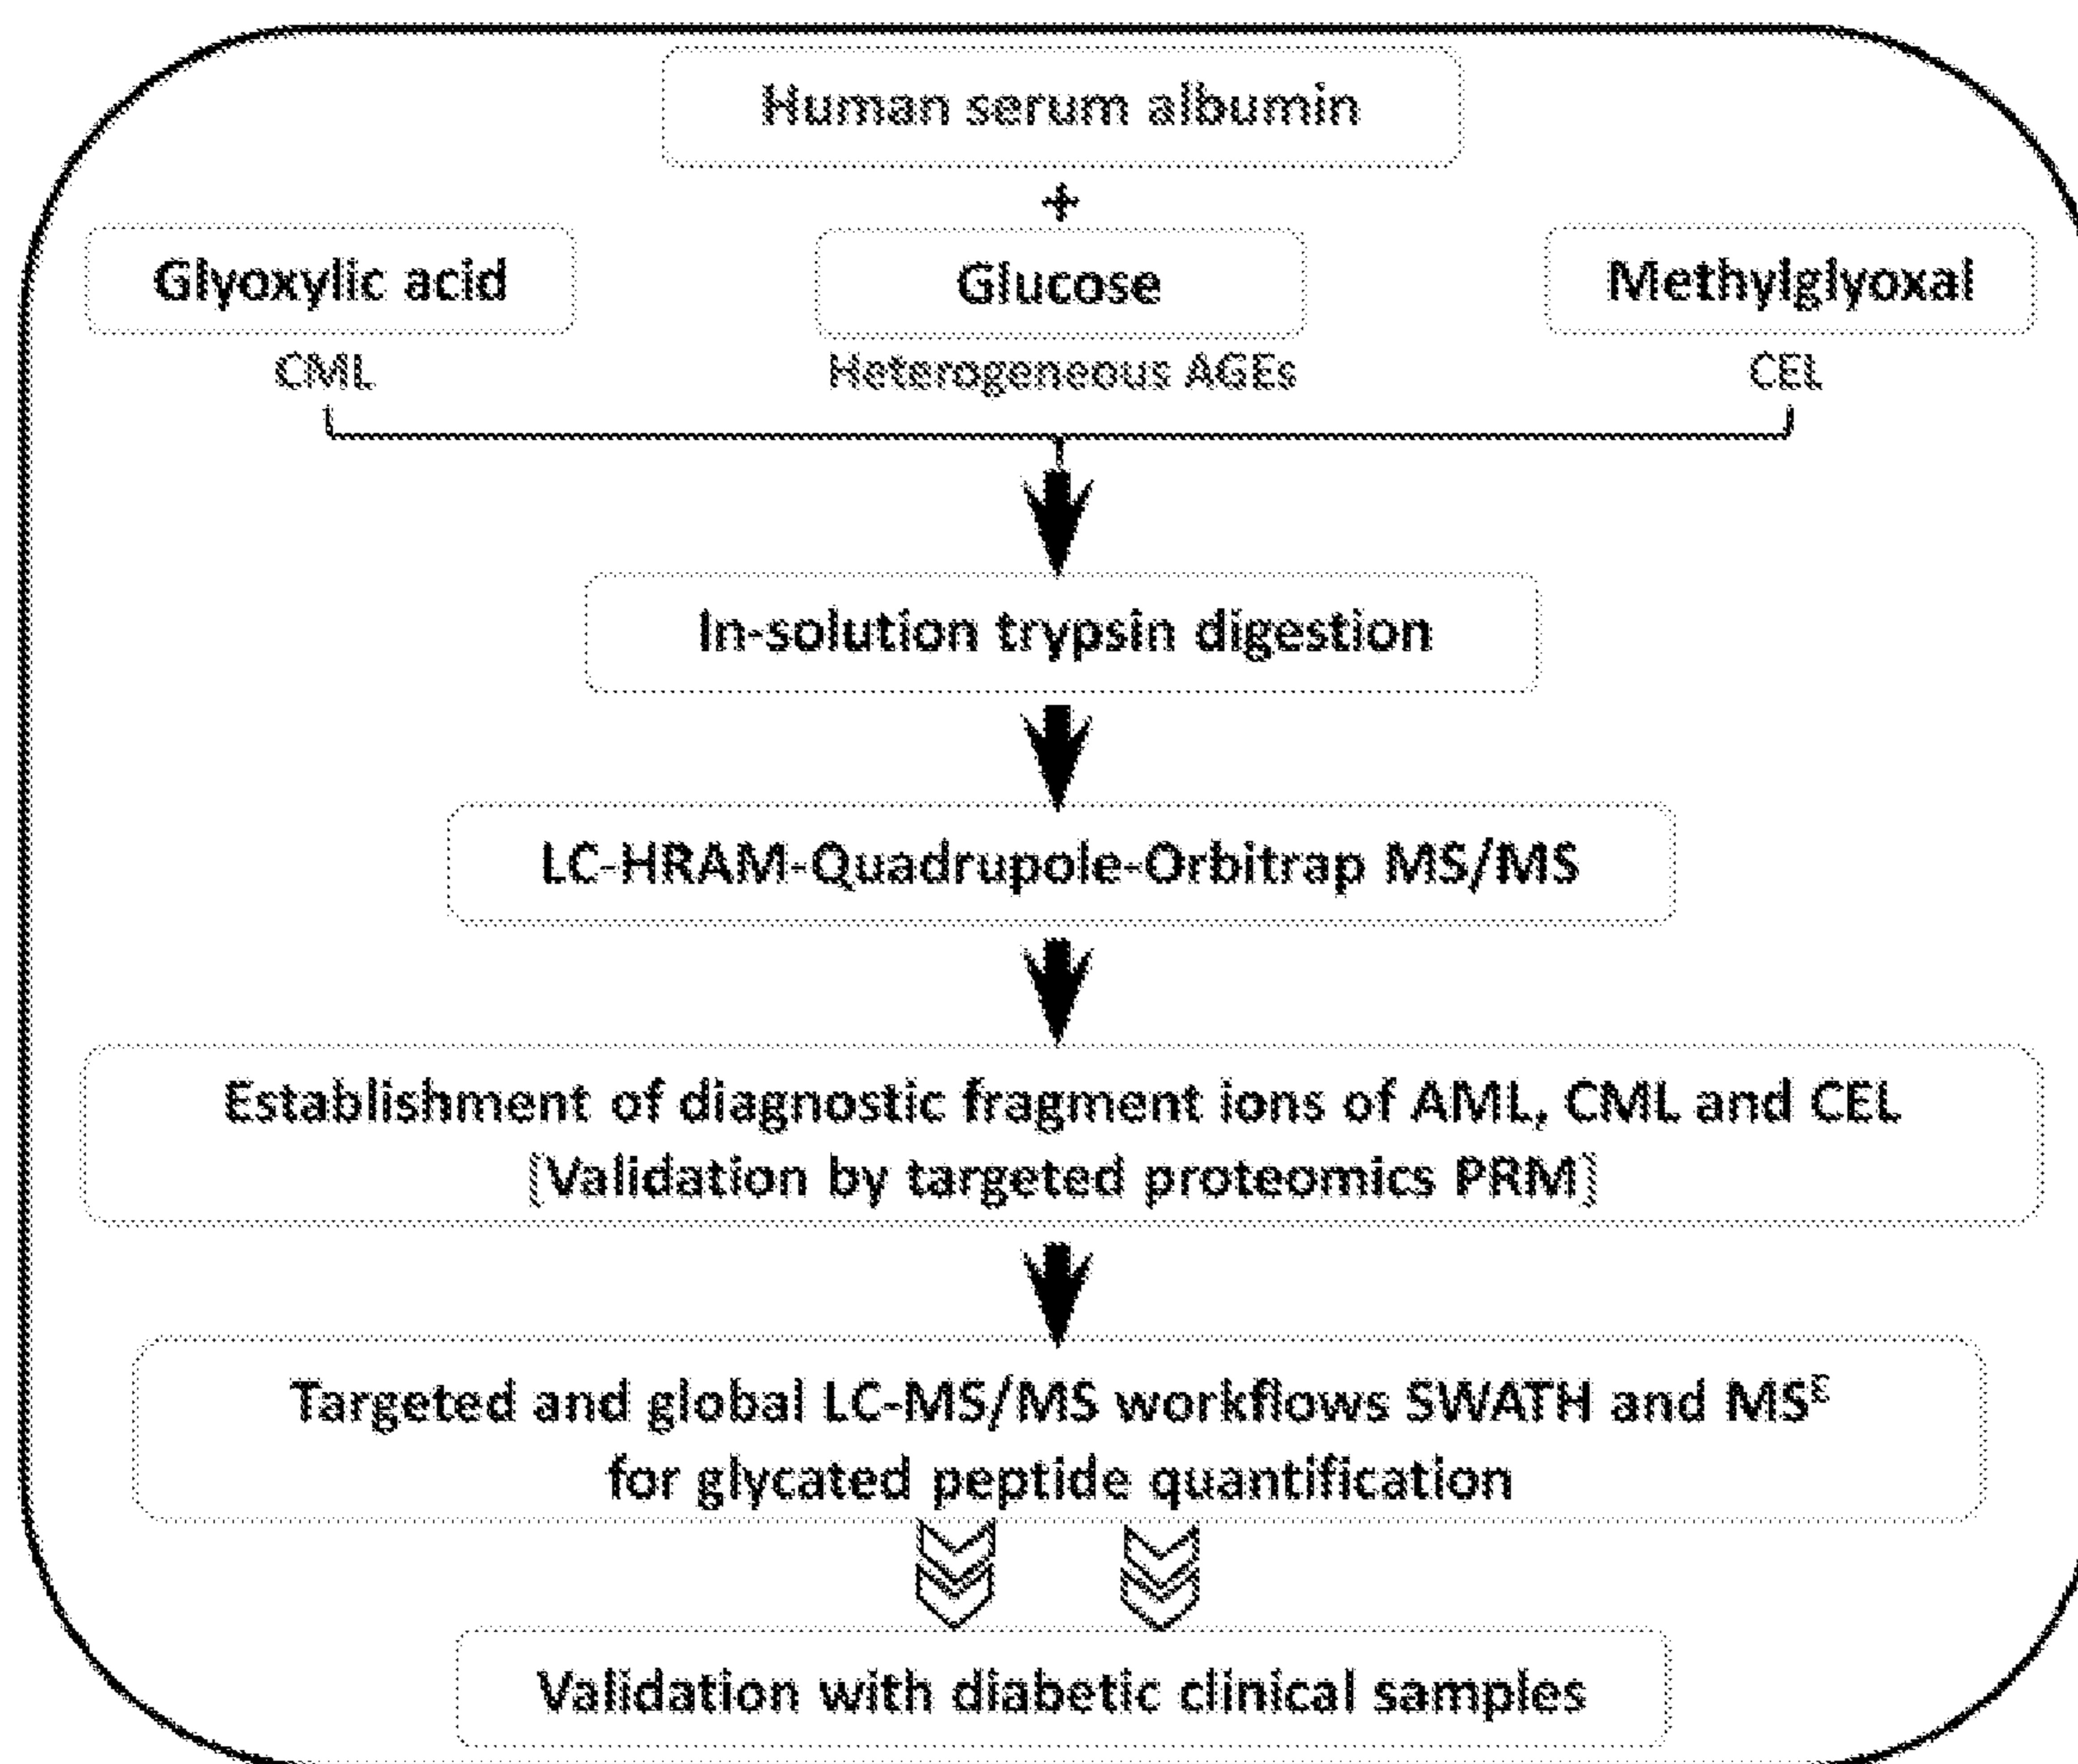 Human serum albumin
+
Glyoxylic acid
Glucose
Methylglyoxal
CML
Heterogeneous AGEs
CEL
In-solution trypsin digestion
LC-HRAM-Quadrupole-Orbitrap MS/MS
Establishment of diagnostic fragment ions of AML, CML and CEL
[Validation by targeted proteomics PRM]
Targeted and global LC-MS/MS workflows SWATH and MSᴱ
for glycated peptide quantification
Validation with diabetic clinical samples